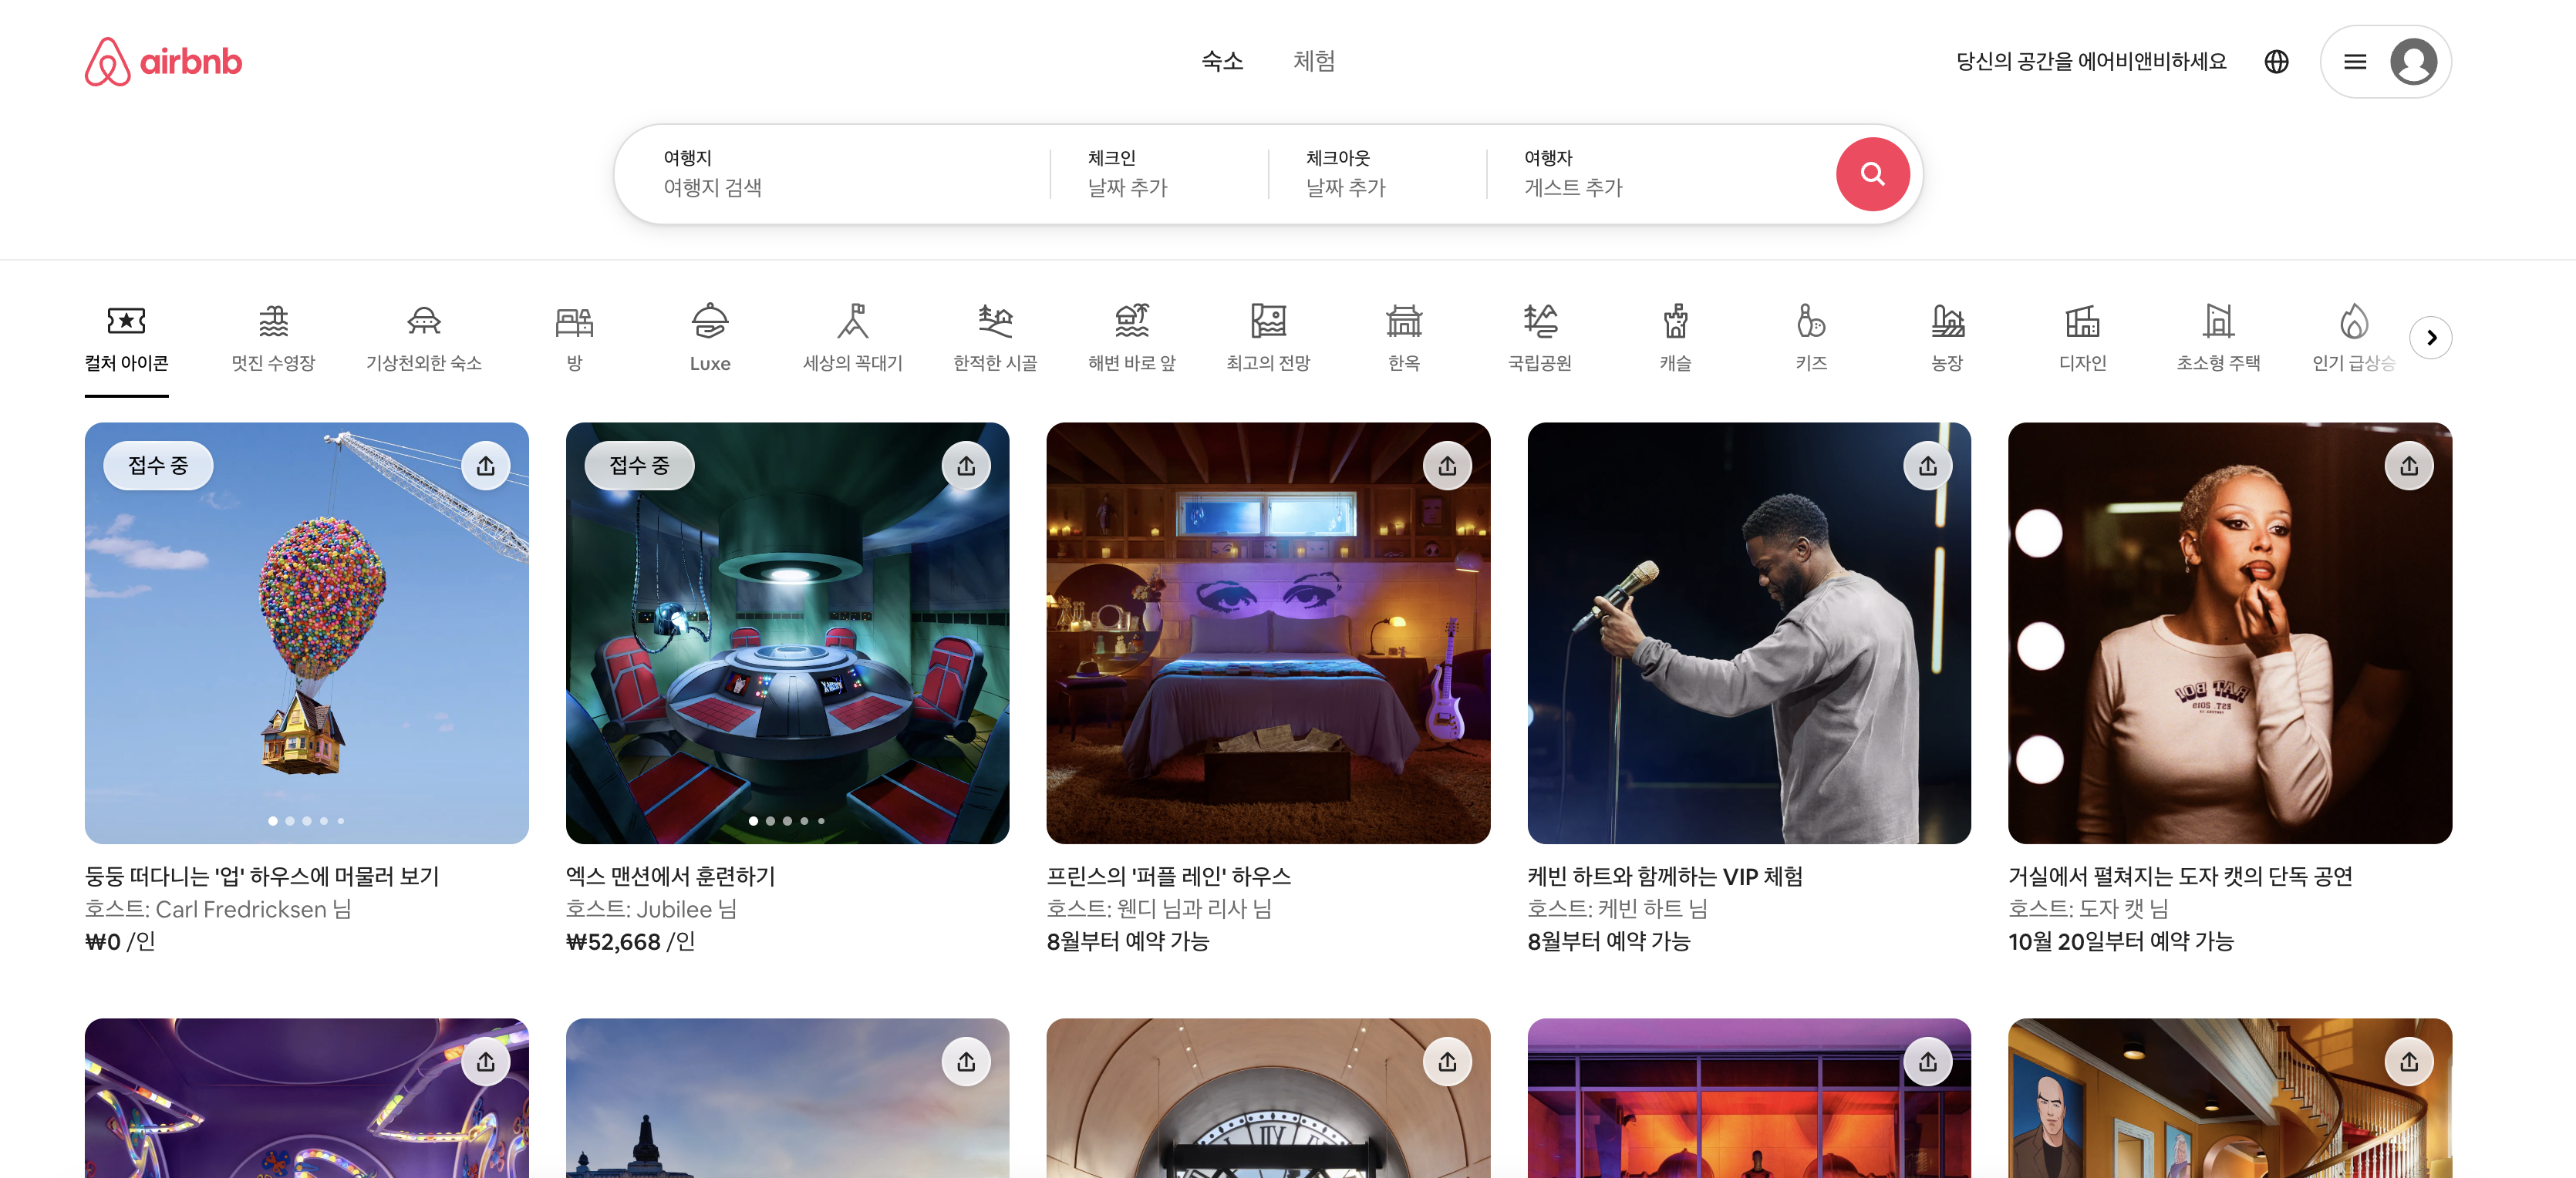 airbnb
숙소
체험
당신의 공간을 에어비앤비하세요
여행지
여행지 검색
체크인
날짜 추가
체크아웃
날짜 추가
여행자
게스트 추가
컬처 아이콘
멋진 수영장
기상천외한 숙소
방
Luxe
세상의 꼭대기
한적한 시골
해변 바로 앞
최고의 전망
한옥
국립공원
캐슬
키즈
농장
디자인
초소형 주택
인기 급상승
접수 중
접수 중
X-MEN
RAT BOI
EST. 2018
둥둥 떠다니는 '업' 하우스에 머물러 보기
호스트: Carl Fredricksen 님
₩0 /인
엑스 맨션에서 훈련하기
호스트: Jubilee 님
₩52,668 /인
프린스의 '퍼플 레인' 하우스
호스트: 웬디 님과 리사 님
8월부터 예약 가능
케빈 하트와 함께하는 VIP 체험
호스트: 케빈 하트 님
8월부터 예약 가능
거실에서 펼쳐지는 도자 캣의 단독 공연
호스트: 도자 캣 님
10월 20일부터 예약 가능